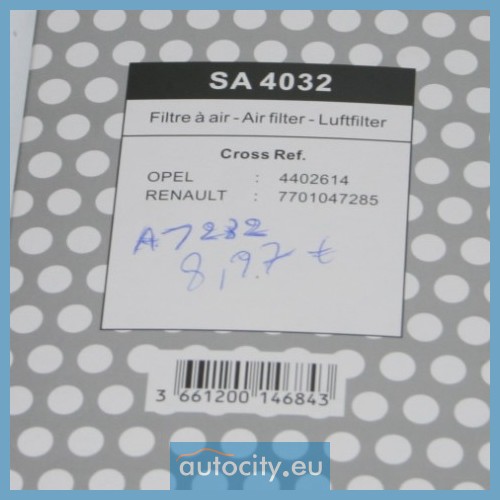 SA 4032
Filtre à air - Air filter - Luftfilter
Cross Ref.
OPEL : 4402614
RENAULT : 7701047285
A1282
8,97 €
3 661200 146843
autocity.eu